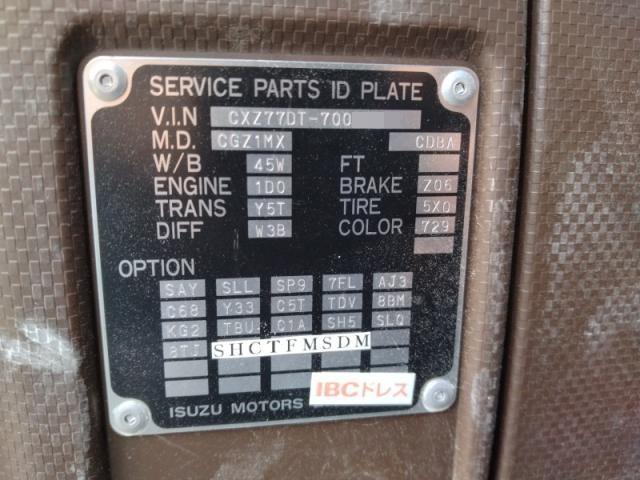 SERVICE PARTS ID PLATE
V.I.N CXZ77DT-700
M.D. CGZ1MX CDBA
W/B 45W FT
ENGINE 1D0 BRAKE Z06
TRANS Y5T TIRE 5X0
DIFF W3B COLOR 729
OPTION
SAY SLL SP9 7FL AJ3
C68 Y33 C5T TDV 8BM
KG2 TBU Q1A SH5 SLQ
8TJ SHCTFMSDM
IBCドレス
ISUZU MOTORS